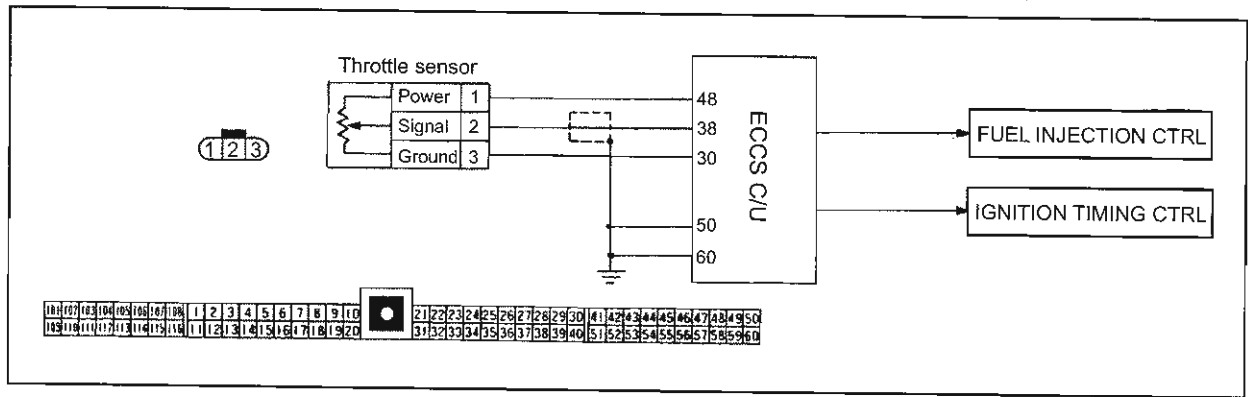 Throttle sensor
Power 1
Signal 2
Ground 3
1 2 3
48
38
30
50
60
ECCS C/U
FUEL INJECTION CTRL
IGNITION TIMING CTRL
101 102 103 104 105 106 107 108 1 2 3 4 5 6 7 8 9 10 21 22 23 24 25 26 27 28 29 30 41 42 43 44 45 46 47 48 49 50
109 110 111 112 113 114 115 116 11 12 13 14 15 16 17 18 19 20 31 32 33 34 35 36 37 38 39 40 51 52 53 54 55 56 57 58 59 60